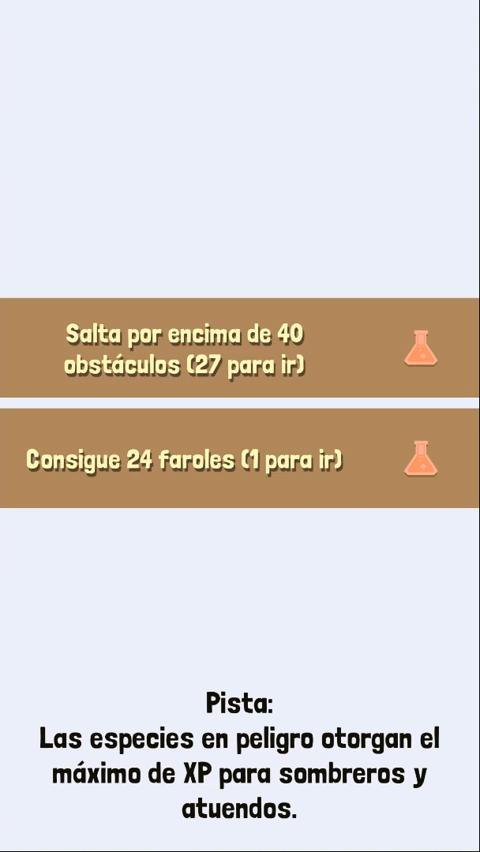 Salta por encima de 40
obstáculos (27 para ir)
Consigue 24 faroles (1 para ir)
Pista:
Las especies en peligro otorgan el
máximo de XP para sombreros y
atuendos.